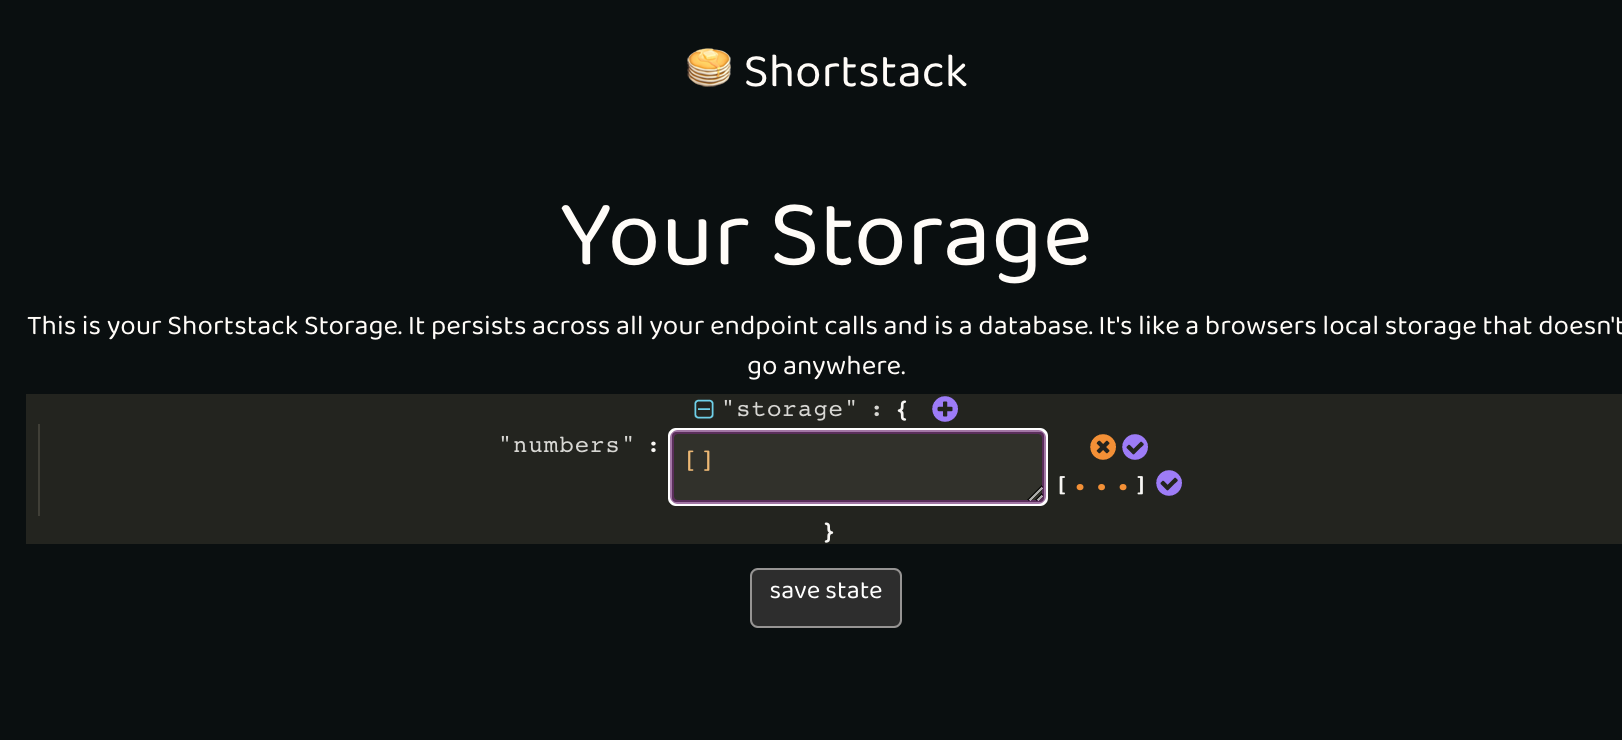 Shortstack
Your Storage
This is your Shortstack Storage. It persists across all your endpoint calls and is a database. It's like a browsers local storage that doesn't
go anywhere.
"storage" : {
"numbers" : []
[...]
}
save state